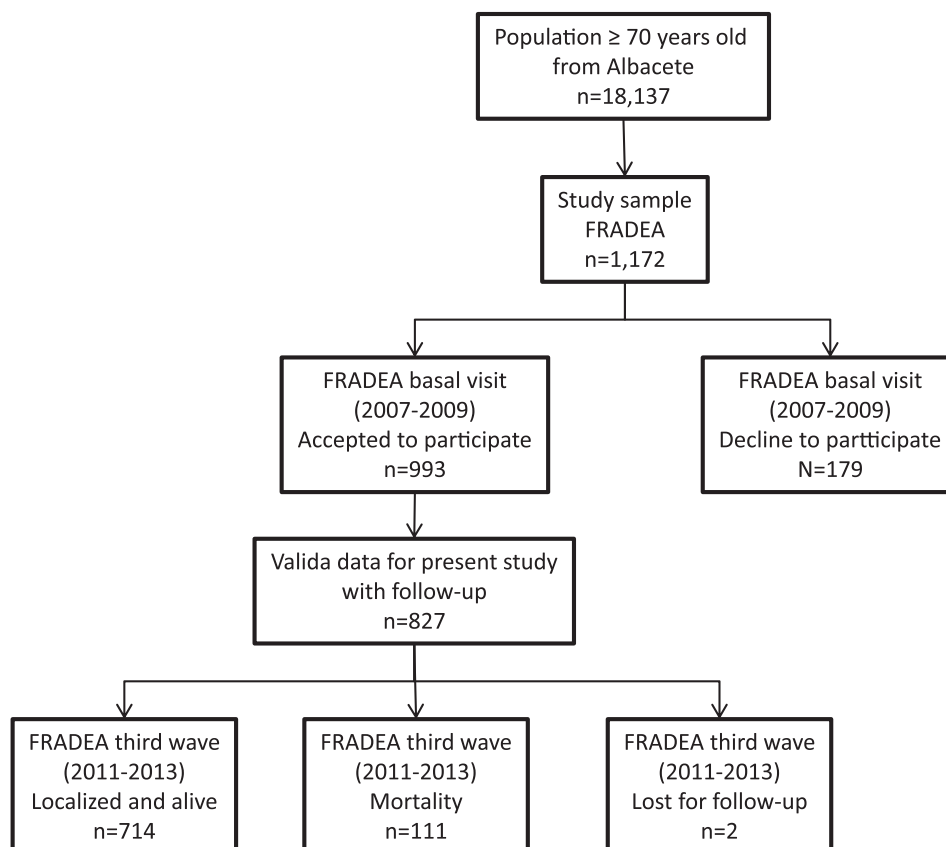 Population ≥ 70 years old
from Albacete
n=18,137
Study sample
FRADEA
n=1,172
FRADEA basal visit
(2007-2009)
Accepted to participate
n=993
FRADEA basal visit
(2007-2009)
Decline to partticipate
N=179
Valida data for present study
with follow-up
n=827
FRADEA third wave
(2011-2013)
Localized and alive
n=714
FRADEA third wave
(2011-2013)
Mortality
n=111
FRADEA third wave
(2011-2013)
Lost for follow-up
n=2